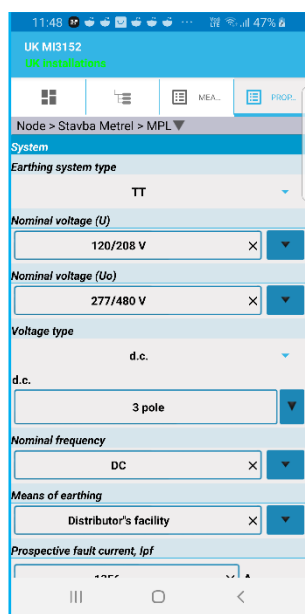 11:48 47%
UK MI3152
UK installations
MEA... PROP...
Node > Stavba Metrel > MPL▼
System
Earthing system type
TT
Nominal voltage (U)
120/208 V
Nominal voltage (Uo)
277/480 V
Voltage type
d.c.
d.c.
3 pole
Nominal frequency
DC
Means of earthing
Distributor"s facility
Prospective fault current, Ipf